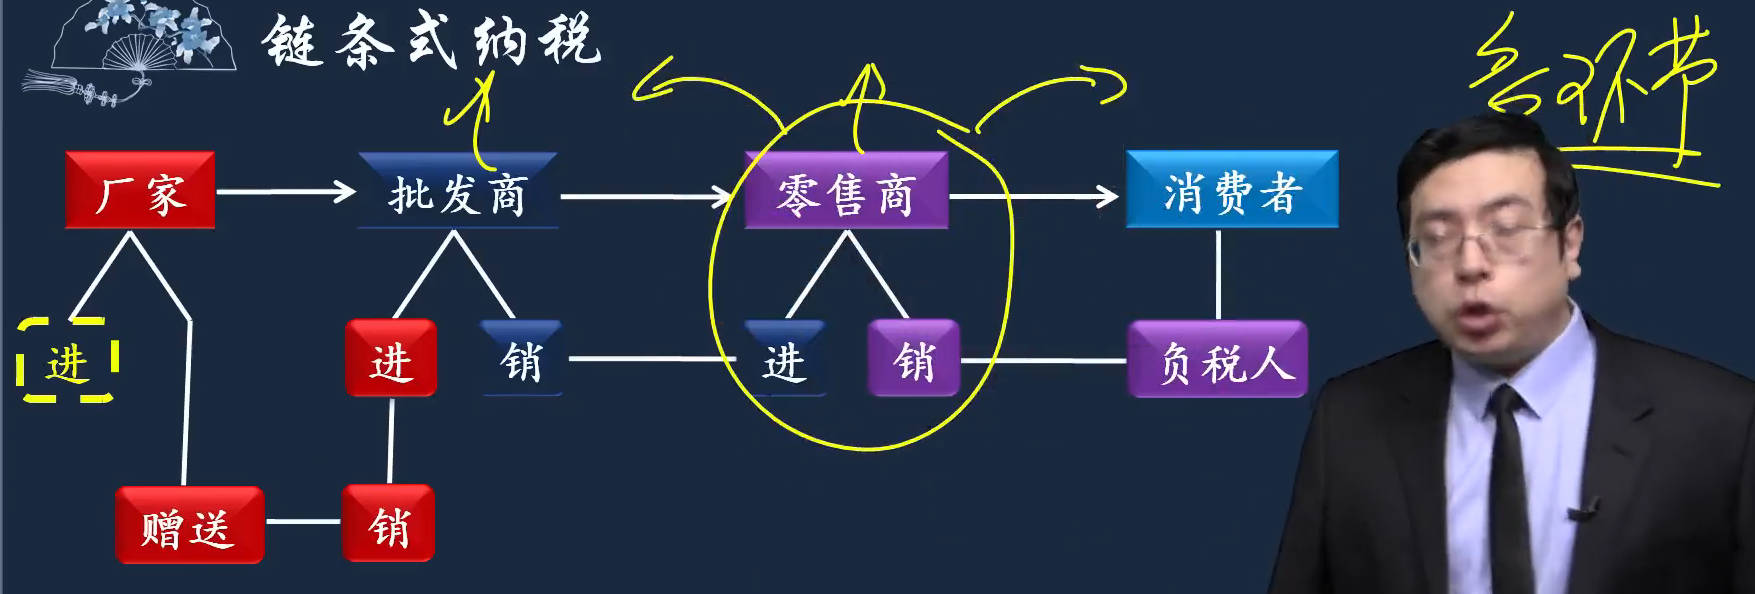 链条式纳税
各环节
厂家 批发商 零售商 消费者
进 进 销 进 销 负税人
赠送 销